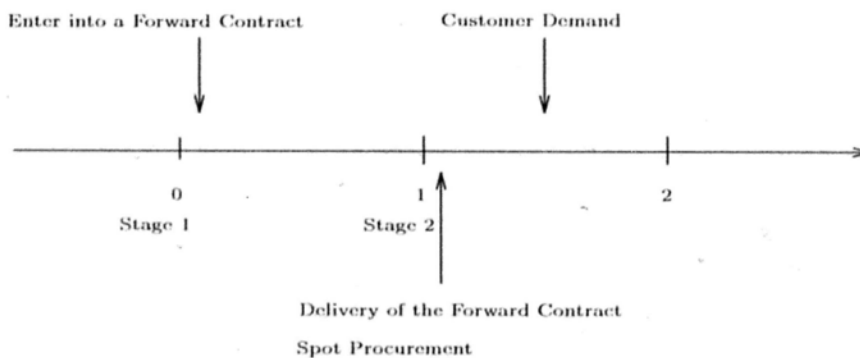 Enter into a Forward Contract
Customer Demand
0
1
2
Stage 1
Stage 2
Delivery of the Forward Contract
Spot Procurement